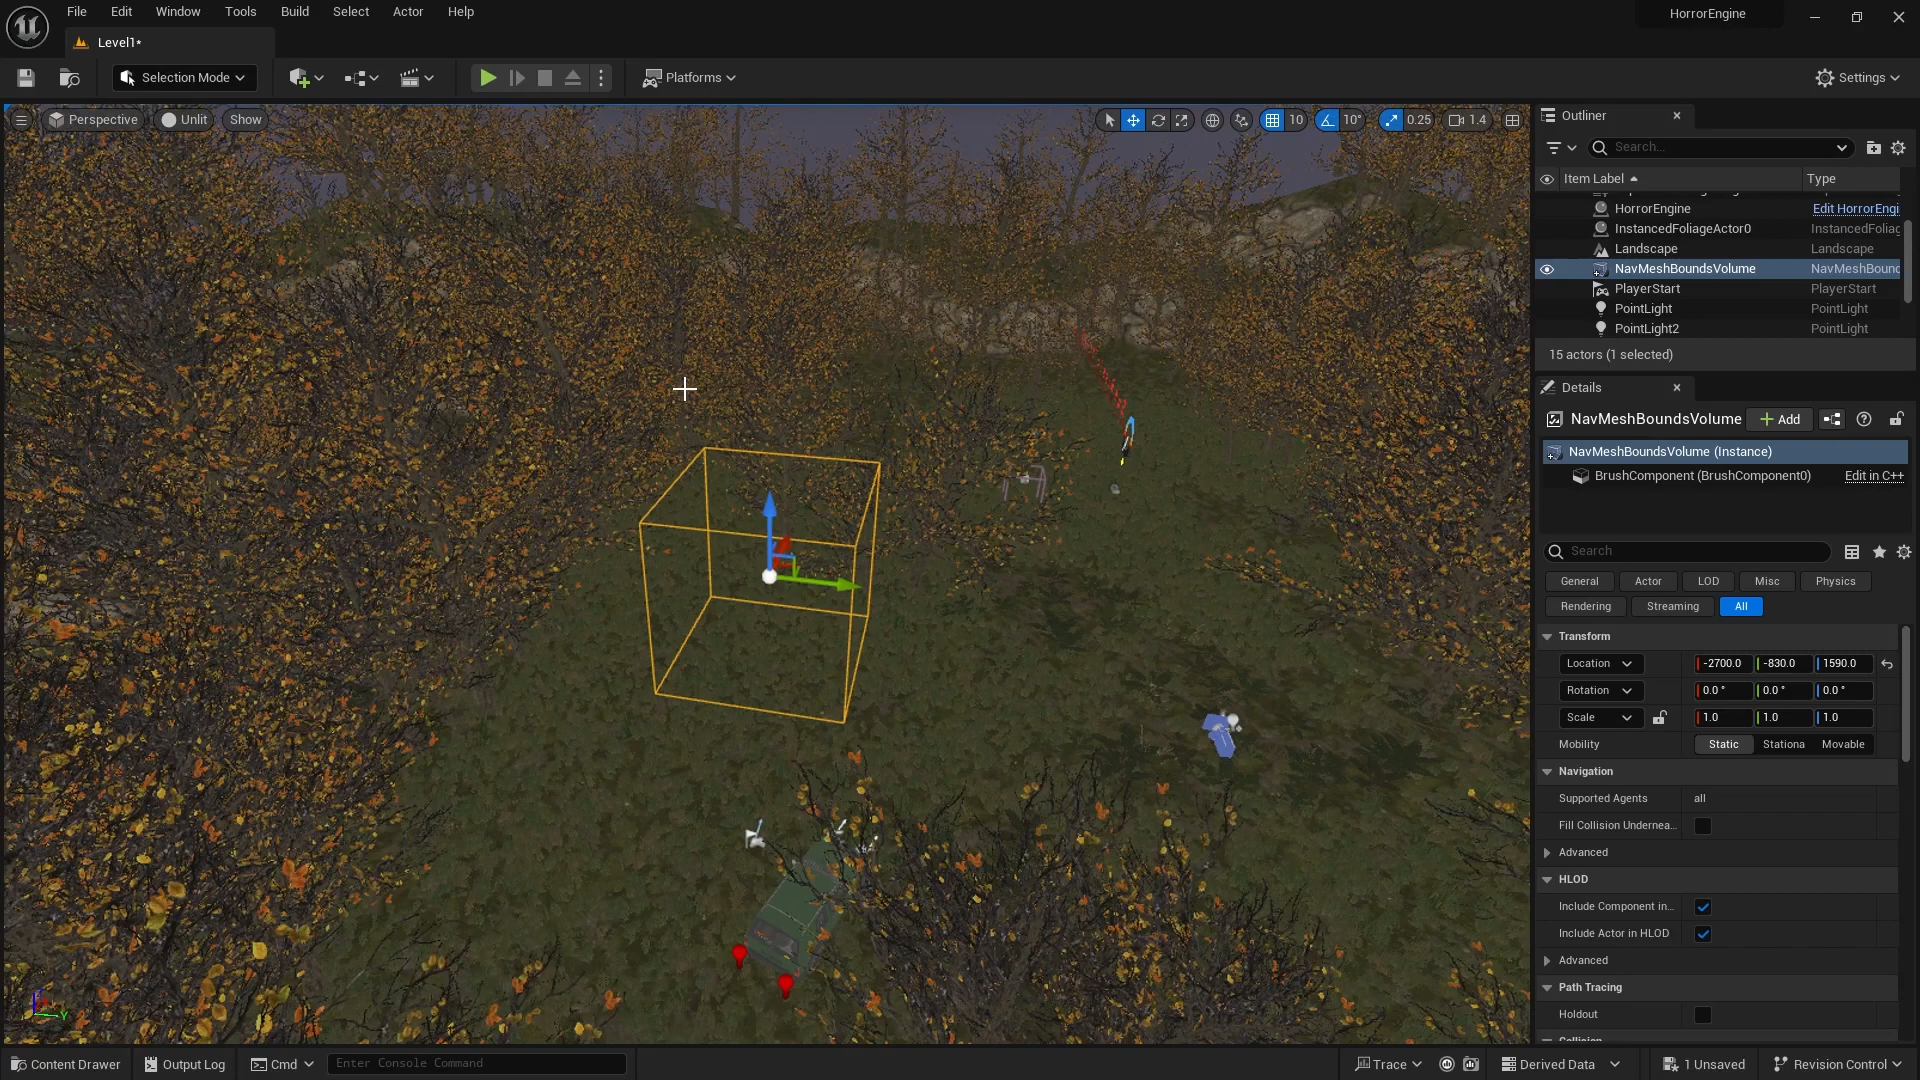 File Edit Window Tools Build Select Actor Help
HorrorEngine
Level1*
Selection Mode
Platforms
Settings
Perspective
Unlit
Show
10
10°
0.25
1.4
Outliner
Search...
Item Label
Type
HorrorEngine Edit HorrorEngi
InstancedFoliageActor0 InstancedFoliag
Landscape Landscape
NavMeshBoundsVolume NavMeshBound
PlayerStart PlayerStart
PointLight PointLight
PointLight2 PointLight
15 actors (1 selected)
Details
NavMeshBoundsVolume
Add
NavMeshBoundsVolume (Instance)
BrushComponent (BrushComponent0) Edit in C++
Search
General Actor LOD Misc Physics
Rendering Streaming All
Transform
Location -2700.0 -830.0 1590.0
Rotation 0.0 ° 0.0 ° 0.0 °
Scale 1.0 1.0 1.0
Mobility Static Stationa Movable
Navigation
Supported Agents all
Fill Collision Undernea...
Advanced
HLOD
Include Component in...
Include Actor in HLOD
Advanced
Path Tracing
Holdout
Y
Content Drawer
Output Log
Cmd
Enter Console Command
Trace
Derived Data
1 Unsaved
Revision Control